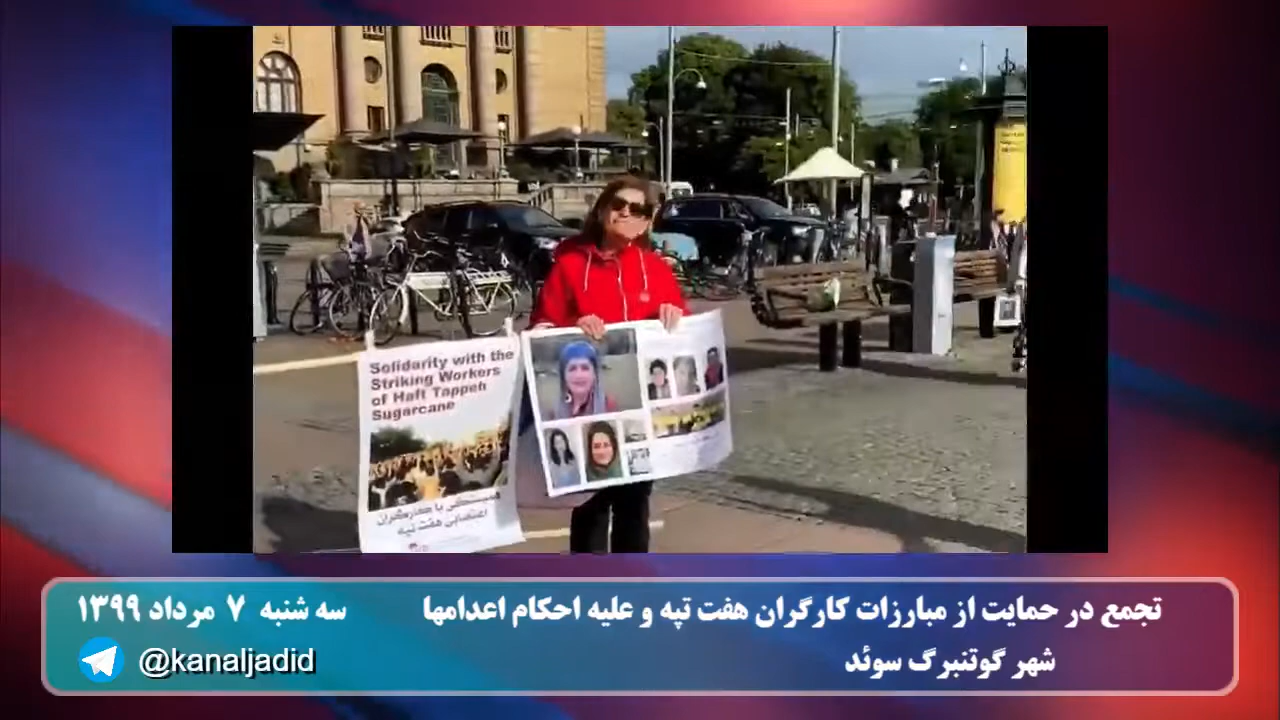 Solidarity with the
Striking Workers
of Haft Tappeh
Sugarcane
همبستگی با کارگران
اعتصابی هفت تپه
تجمع در حمایت از مبارزات کارگران هفت تپه و علیه احکام اعدامها
سه شنبه ۷ مرداد ۱۳۹۹
شهر گوتنبرگ سوئد
@kanaljadid